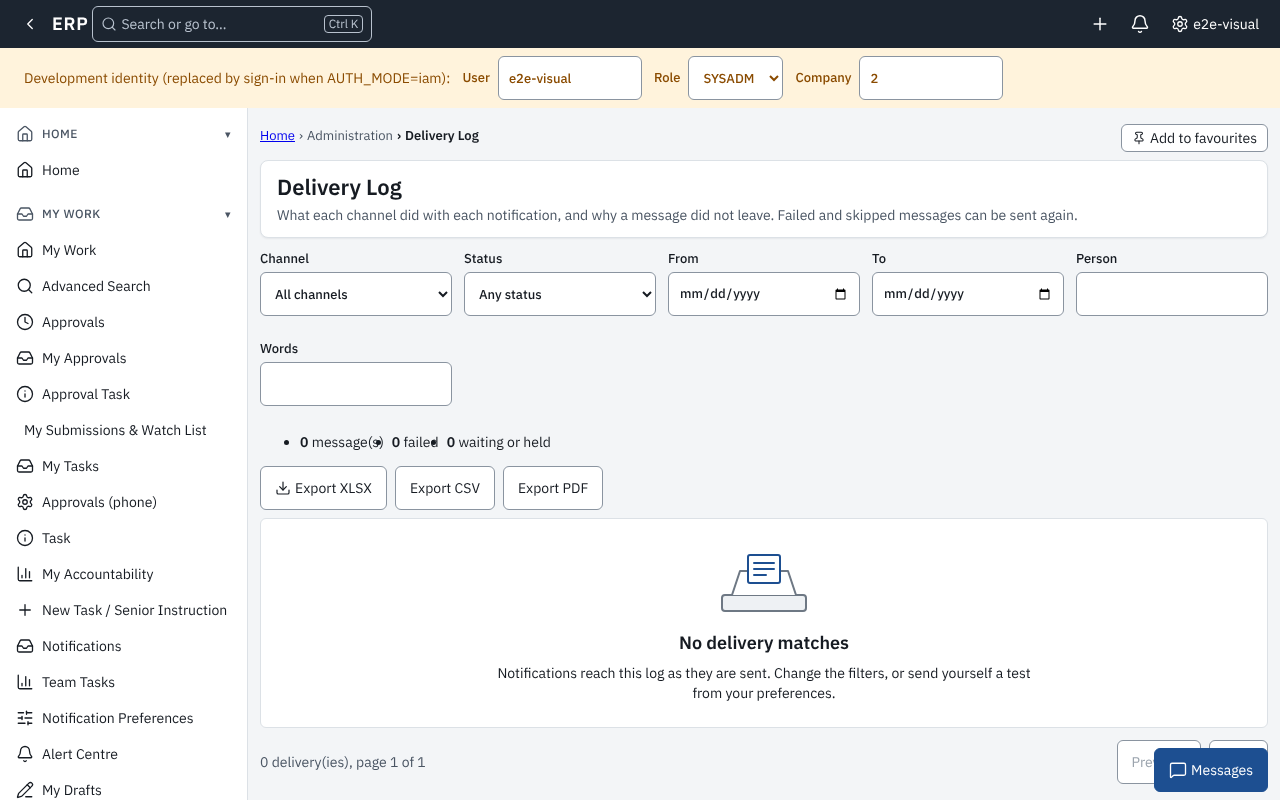 ERP
Search or go to...
Ctrl K
e2e-visual
Development identity (replaced by sign-in when AUTH_MODE=iam):
User
e2e-visual
Role
SYSADM
Company
2
HOME
Home
MY WORK
My Work
Advanced Search
Approvals
My Approvals
Approval Task
My Submissions & Watch List
My Tasks
Approvals (phone)
Task
My Accountability
New Task / Senior Instruction
Notifications
Team Tasks
Notification Preferences
Alert Centre
My Drafts
Home › Administration › Delivery Log
Add to favourites
Delivery Log
What each channel did with each notification, and why a message did not leave. Failed and skipped messages can be sent again.
Channel
All channels
Status
Any status
From
mm/dd/yyyy
To
mm/dd/yyyy
Person
Words
0 message(s)
0 failed
0 waiting or held
Export XLSX
Export CSV
Export PDF
No delivery matches
Notifications reach this log as they are sent. Change the filters, or send yourself a test
from your preferences.
0 delivery(ies), page 1 of 1
Messages